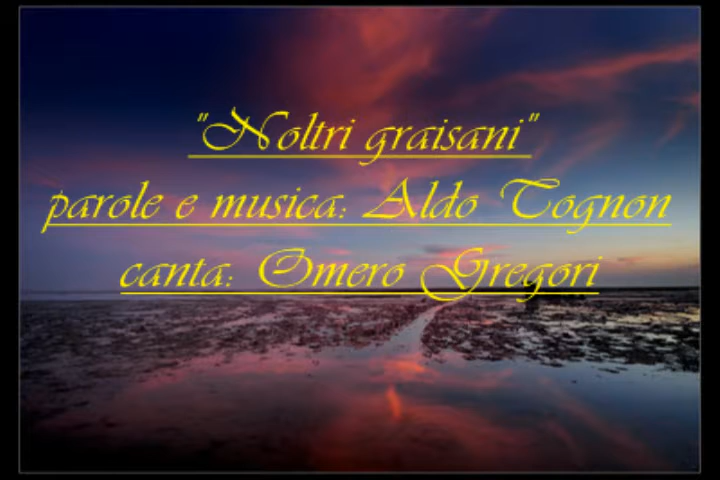 "Noltri graisani"
parole e musica: Aldo Tognon
canta: Omero Gregori